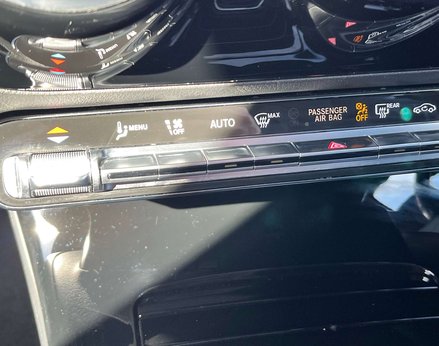 MENU
OFF
AUTO
MAX
PASSENGER
AIR BAG
OFF
REAR